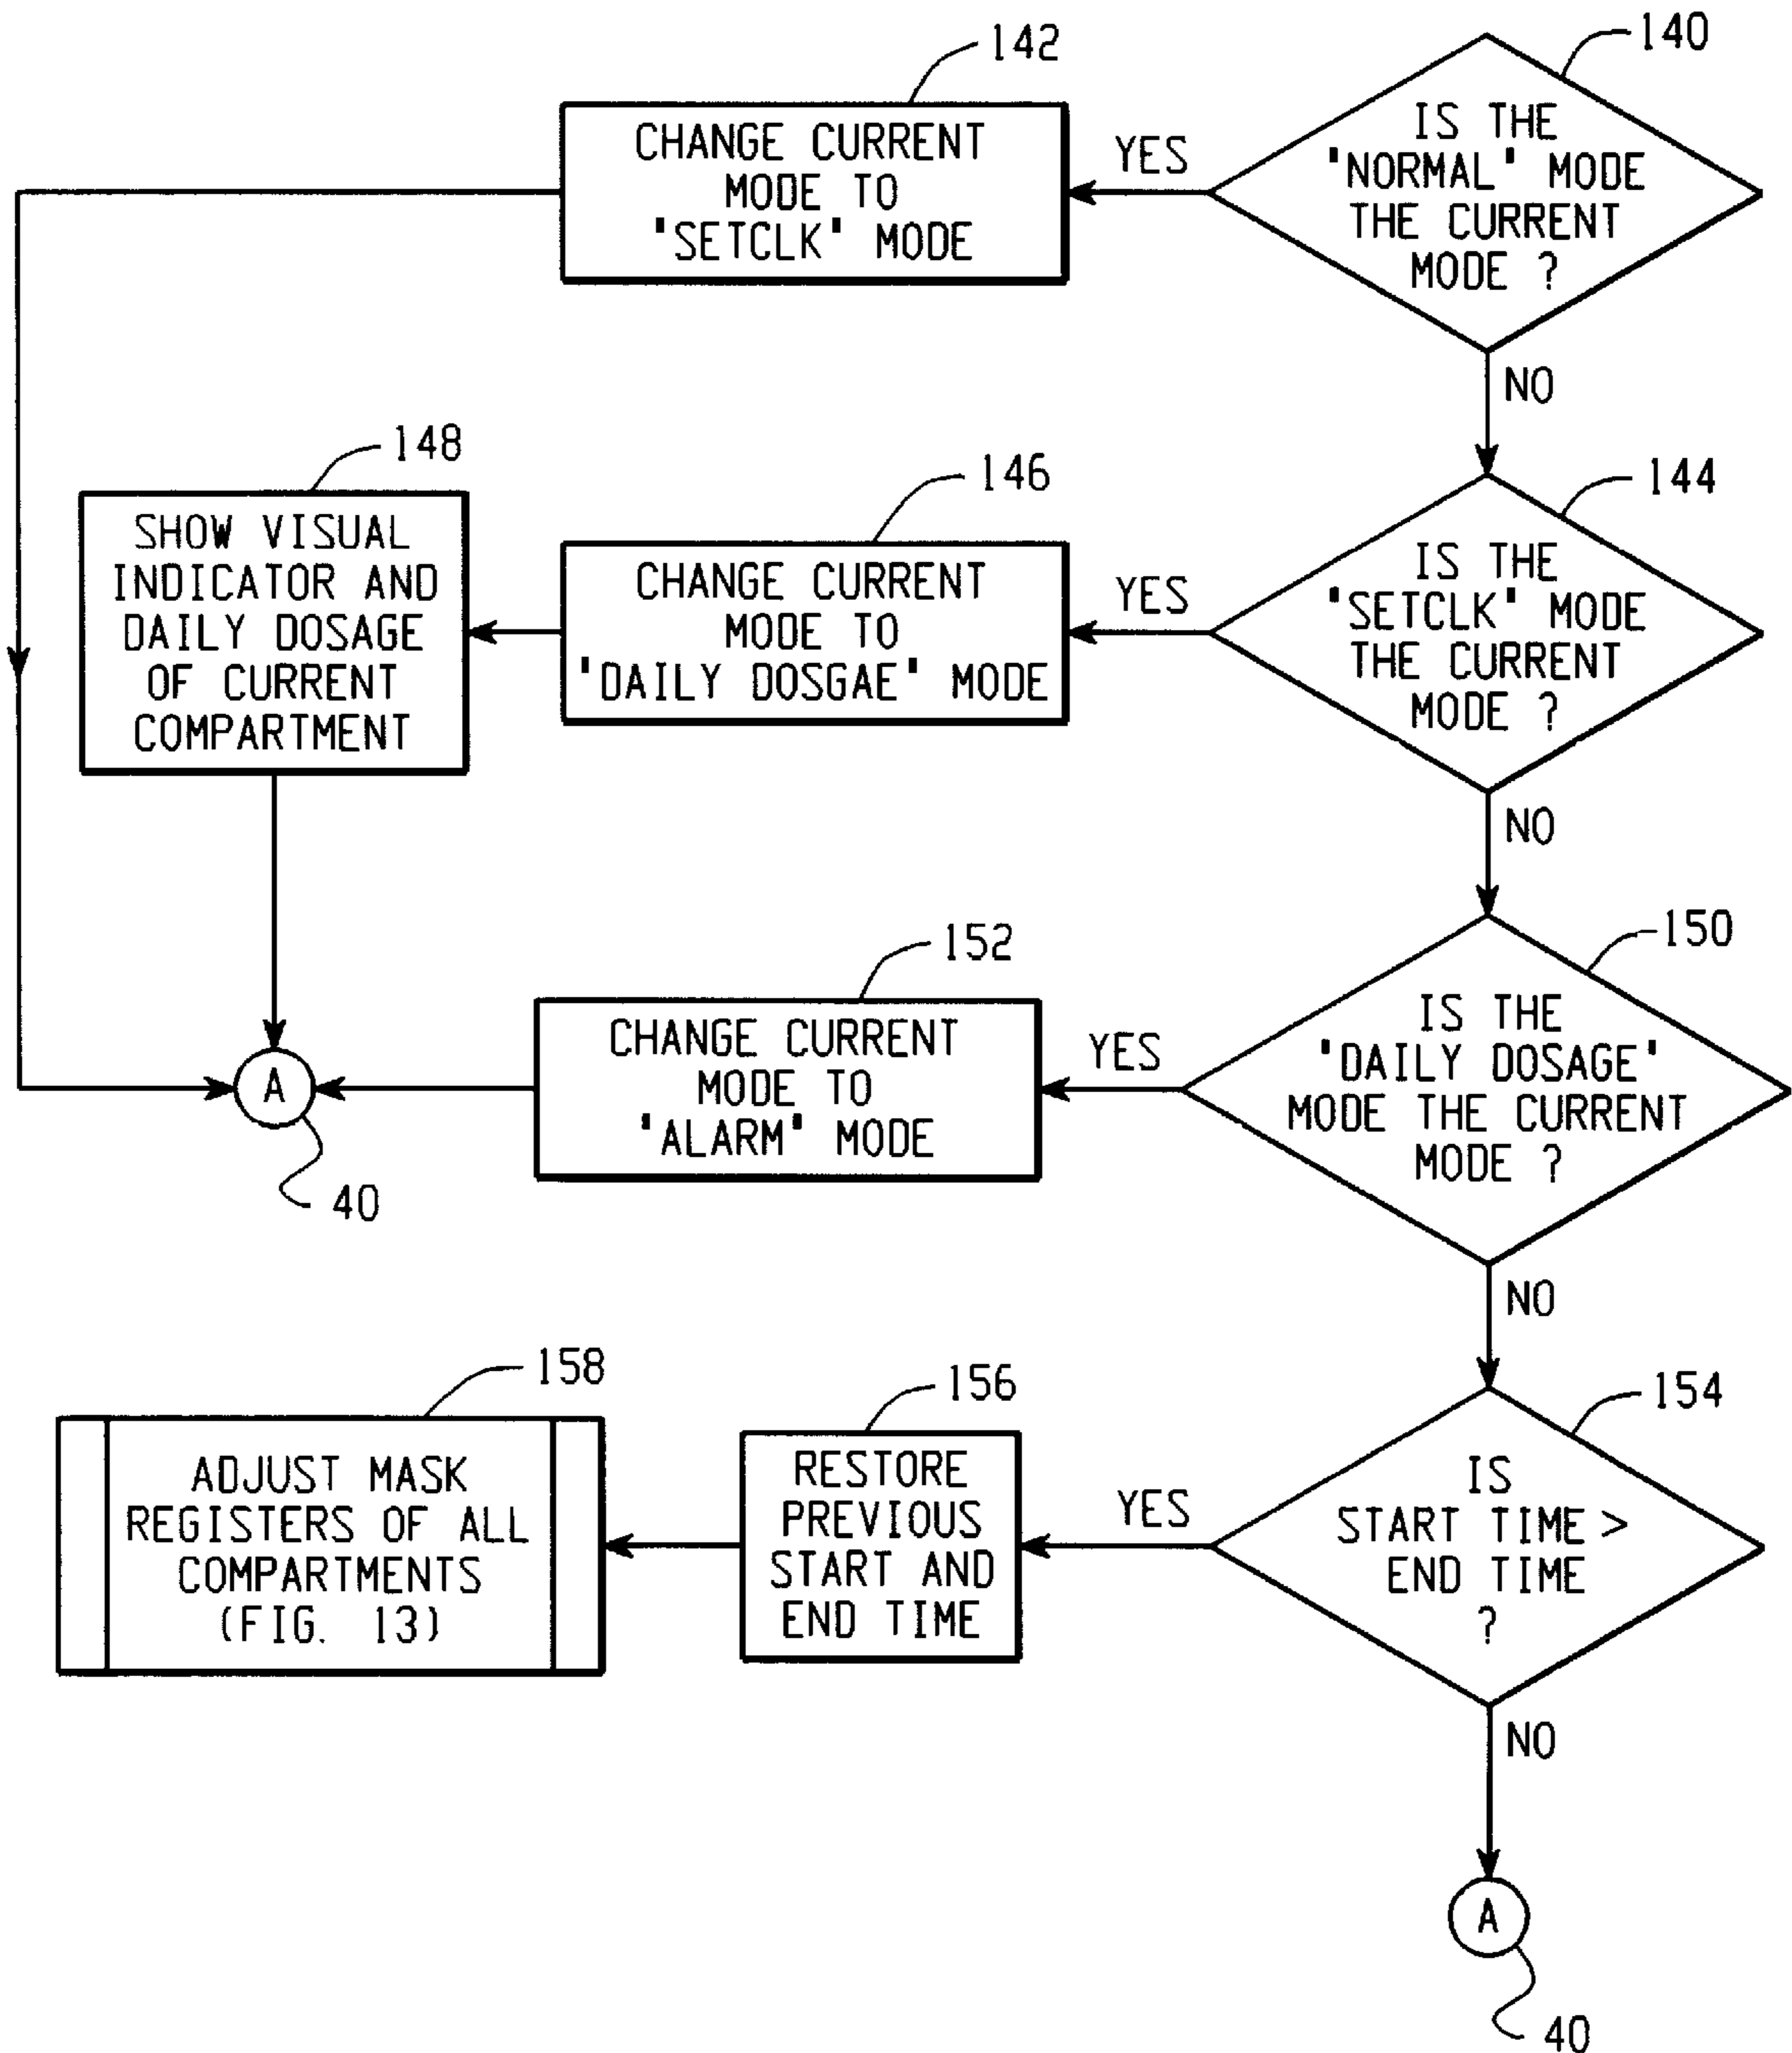 142
140
CHANGE CURRENT
MODE TO
'SETCLK' MODE
YES
IS THE
'NORMAL' MODE
THE CURRENT
MODE ?
NO
148
146
144
SHOW VISUAL
INDICATOR AND
DAILY DOSAGE
OF CURRENT
COMPARTMENT
CHANGE CURRENT
MODE TO
'DAILY DOSGAE' MODE
YES
IS THE
'SETCLK' MODE
THE CURRENT
MODE ?
NO
152
150
A
40
CHANGE CURRENT
MODE TO
'ALARM' MODE
YES
IS THE
'DAILY DOSAGE'
MODE THE CURRENT
MODE ?
NO
158
156
154
ADJUST MASK
REGISTERS OF ALL
COMPARTMENTS
(FIG. 13)
RESTORE
PREVIOUS
START AND
END TIME
YES
IS
START TIME >
END TIME
?
NO
A
40